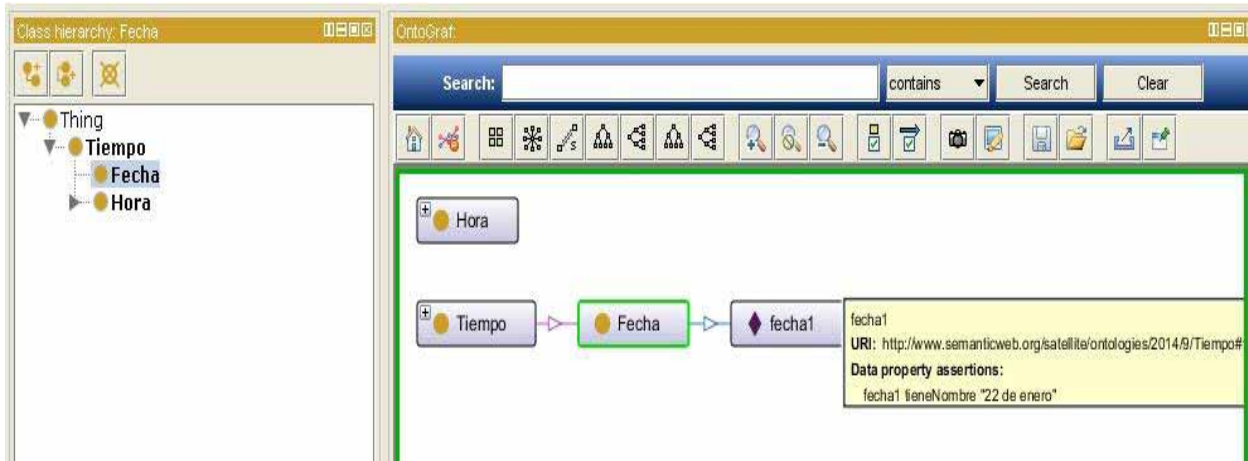 Class hierarchy: Fecha
Thing
Tiempo
Fecha
Hora
OntoGraf:
Search: contains Search Clear
Hora
Tiempo Fecha fecha1
fecha1
URI: http://www.semanticweb.org/satellite/ontologies/2014/9/Tiempo#
Data property assertions:
fecha1 tieneNombre "22 de enero"